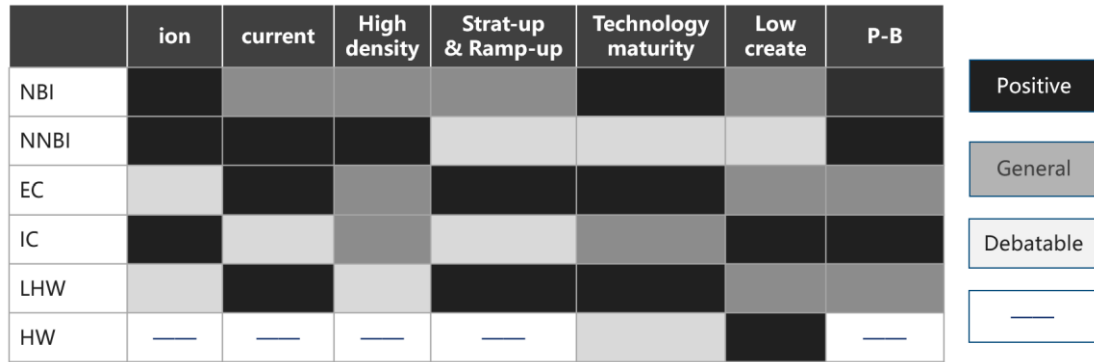 ion current High density Strat-up & Ramp-up Technology maturity Low create P-B
NBI
NNBI
EC
IC
LHW
HW —— —— —— —— ——
Positive
General
Debatable
——